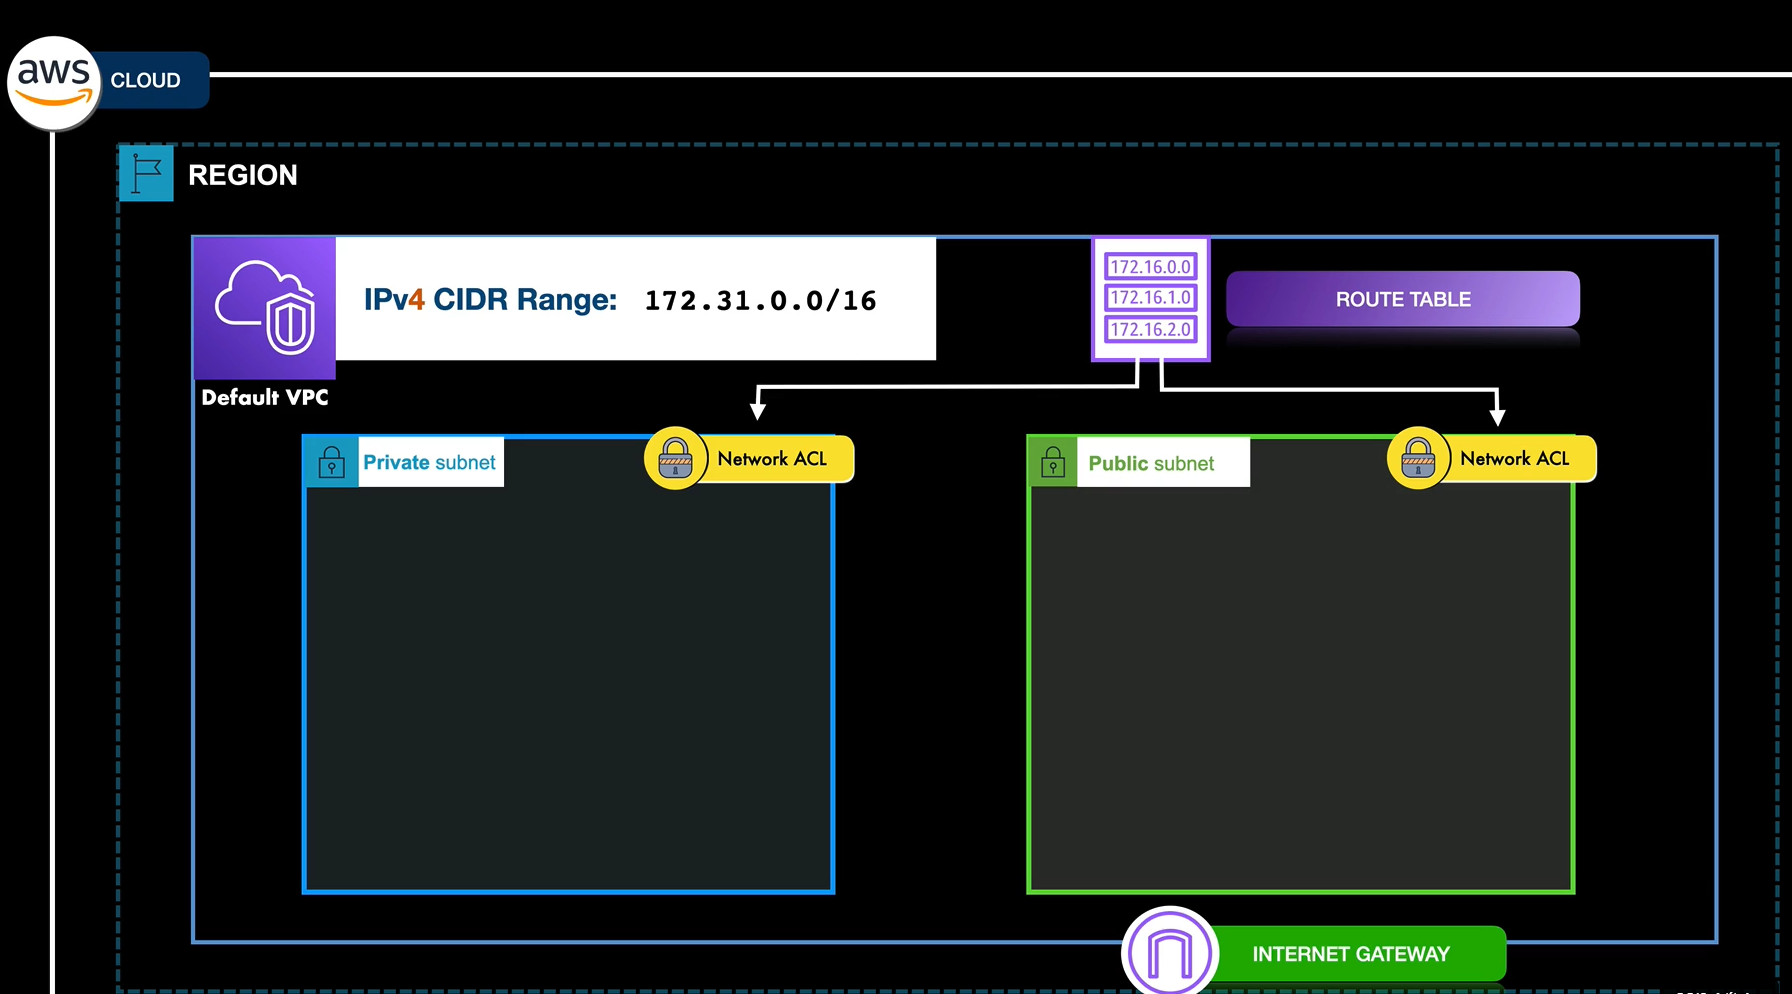 aws
CLOUD
REGION
IPv4 CIDR Range: 172.31.0.0/16
172.16.0.0
172.16.1.0
172.16.2.0
ROUTE TABLE
Default VPC
Private subnet
Network ACL
Public subnet
Network ACL
INTERNET GATEWAY